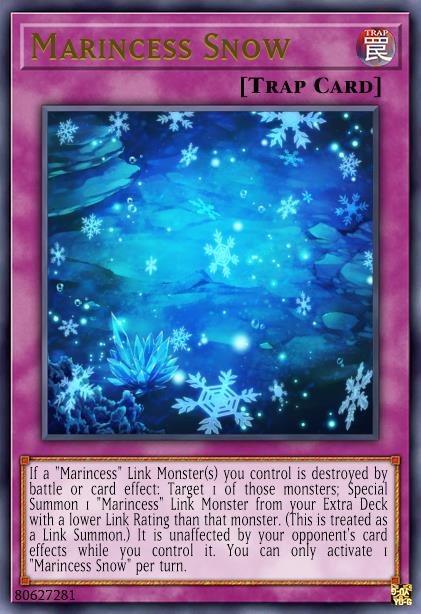 Marincess Snow
TRAP
罠
[Trap Card]
If a "Marincess" Link Monster(s) you control is destroyed by
battle or card effect: Target 1 of those monsters; Special
Summon 1 "Marincess" Link Monster from your Extra Deck
with a lower Link Rating than that monster. (This is treated as
a Link Summon.) It is unaffected by your opponent's card
effects while you control it. You can only activate 1
"Marincess Snow" per turn.
80627281